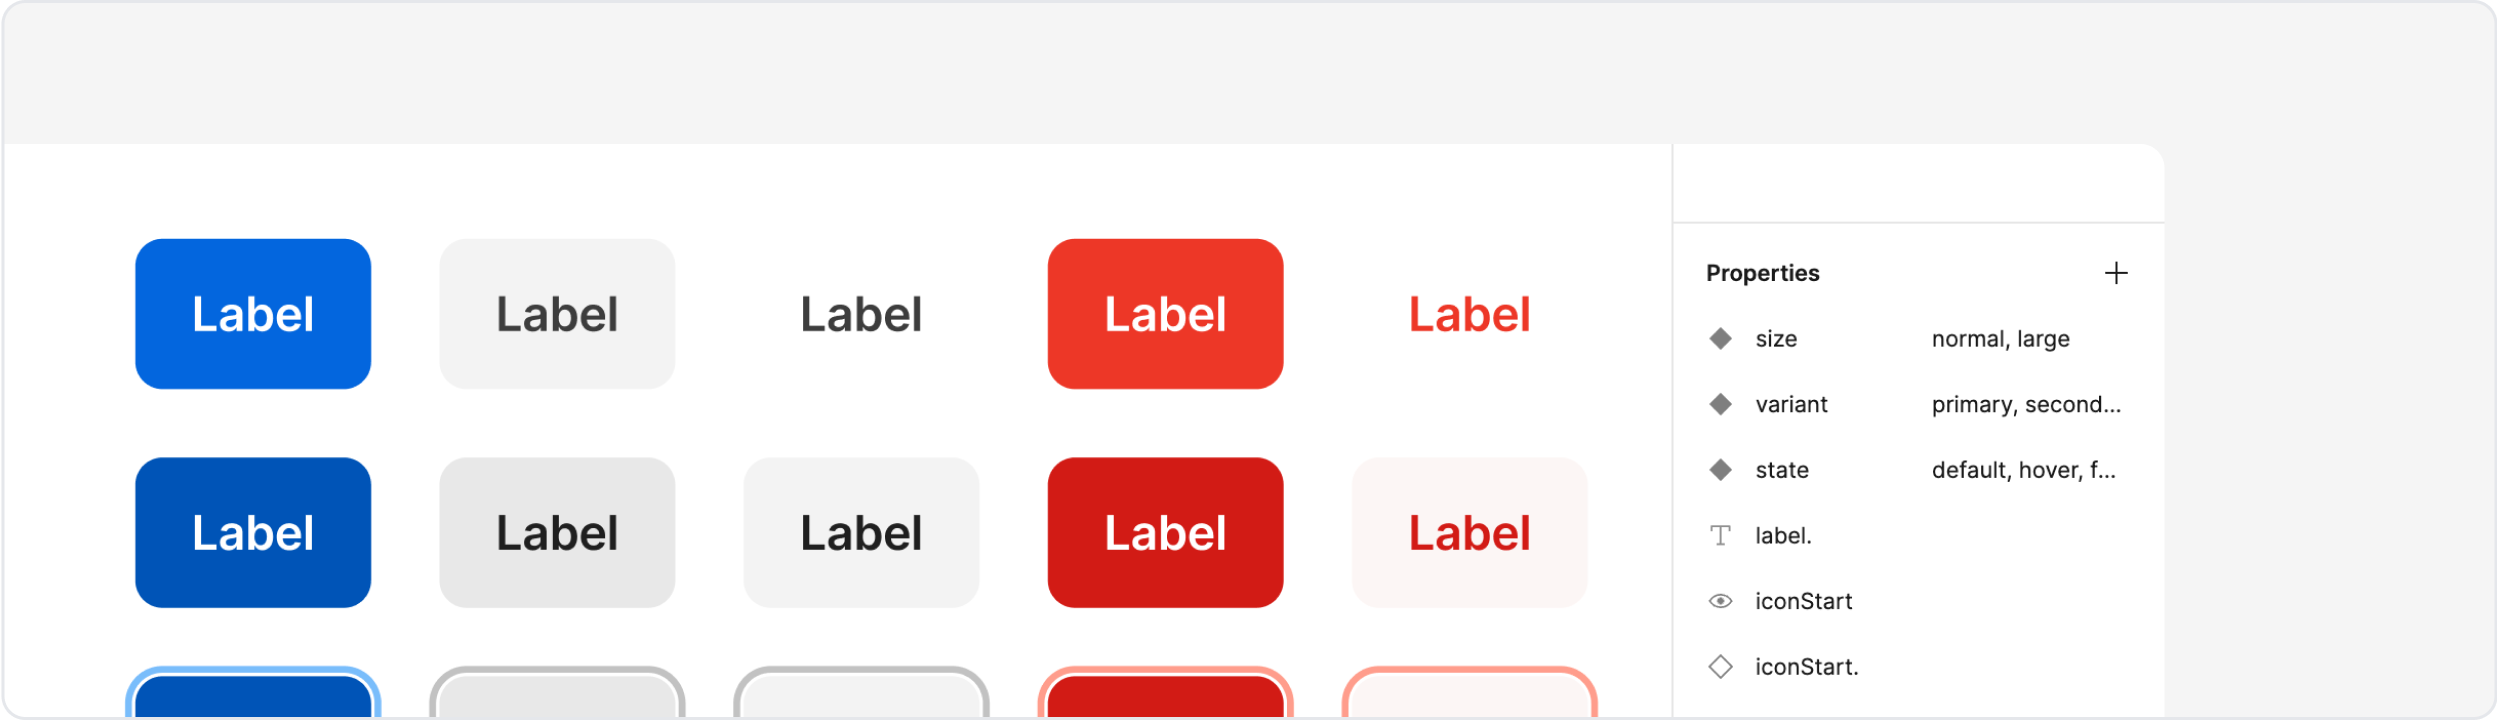 Label Label Label Label Label
Label Label Label Label Label
Properties
size normal, large
variant primary, second...
state default, hover, f...
label.
iconStart
iconStart.